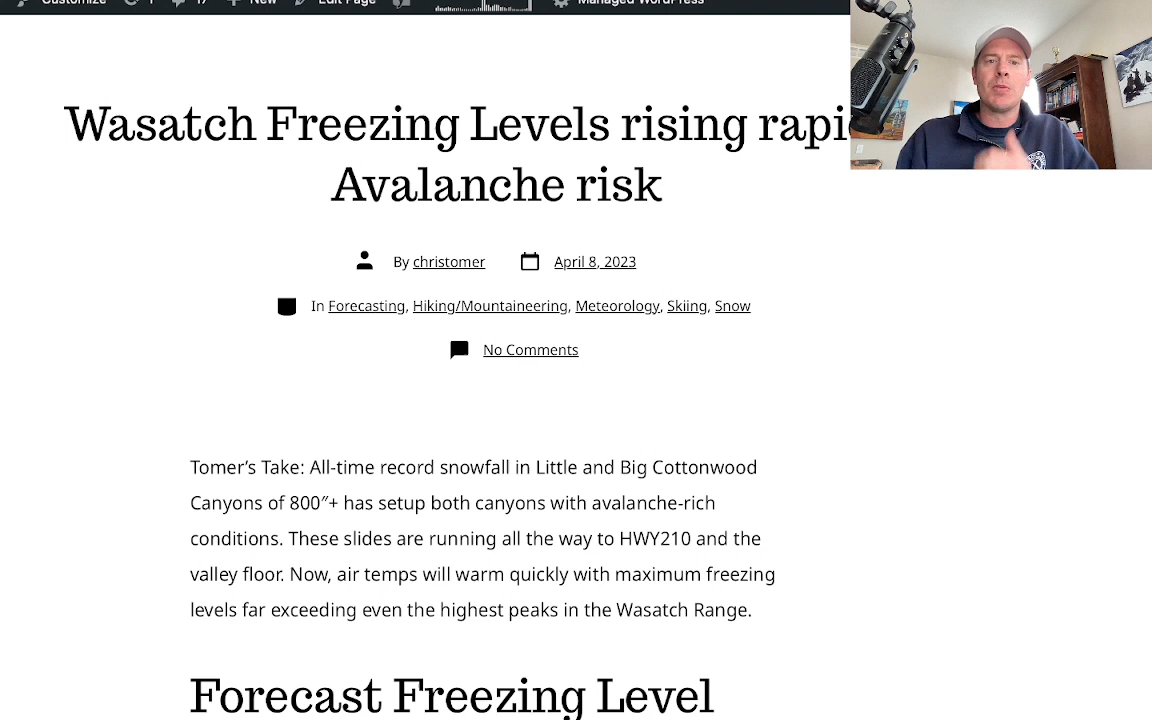 Customize 1 17 New Edit Page Managed WordPress
Wasatch Freezing Levels rising
Avalanche risk
By christomer April 8, 2023
In Forecasting, Hiking/Mountaineering, Meteorology, Skiing, Snow
No Comments
Tomer’s Take: All-time record snowfall in Little and Big Cottonwood
Canyons of 800″+ has setup both canyons with avalanche-rich
conditions. These slides are running all the way to HWY210 and the
valley floor. Now, air temps will warm quickly with maximum freezing
levels far exceeding even the highest peaks in the Wasatch Range.
Forecast Freezing Level